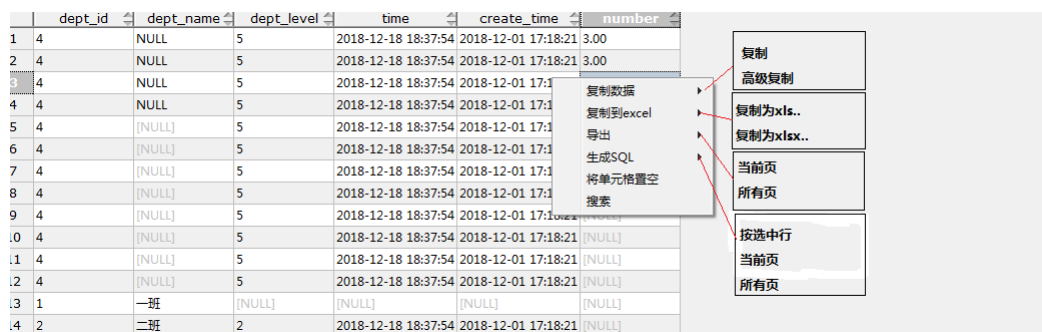 dept_id dept_name dept_level time create_time number
1 4 NULL 5 2018-12-18 18:37:54 2018-12-01 17:18:21 3.00
2 4 NULL 5 2018-12-18 18:37:54 2018-12-01 17:18:21 3.00
3 4 NULL 5 2018-12-18 18:37:54 2018-12-01 17:1
4 4 NULL 5 2018-12-18 18:37:54 2018-12-01 17:1
5 4 [NULL] 5 2018-12-18 18:37:54 2018-12-01 17:1
6 4 [NULL] 5 2018-12-18 18:37:54 2018-12-01 17:1
7 4 [NULL] 5 2018-12-18 18:37:54 2018-12-01 17:1
8 4 [NULL] 5 2018-12-18 18:37:54 2018-12-01 17:1
9 4 [NULL] 5 2018-12-18 18:37:54 2018-12-01 17:18:21 [NULL]
10 4 [NULL] 5 2018-12-18 18:37:54 2018-12-01 17:18:21 [NULL]
11 4 [NULL] 5 2018-12-18 18:37:54 2018-12-01 17:18:21 [NULL]
12 4 [NULL] 5 2018-12-18 18:37:54 2018-12-01 17:18:21 [NULL]
13 1 一班 [NULL] [NULL] [NULL] [NULL]
14 2 二班 2 2018-12-18 18:37:54 2018-12-01 17:18:21 [NULL]
复制数据
复制到excel
导出
生成SQL
将单元格置空
搜索
复制
高级复制
复制为xls..
复制为xlsx..
当前页
所有页
按选中行
当前页
所有页